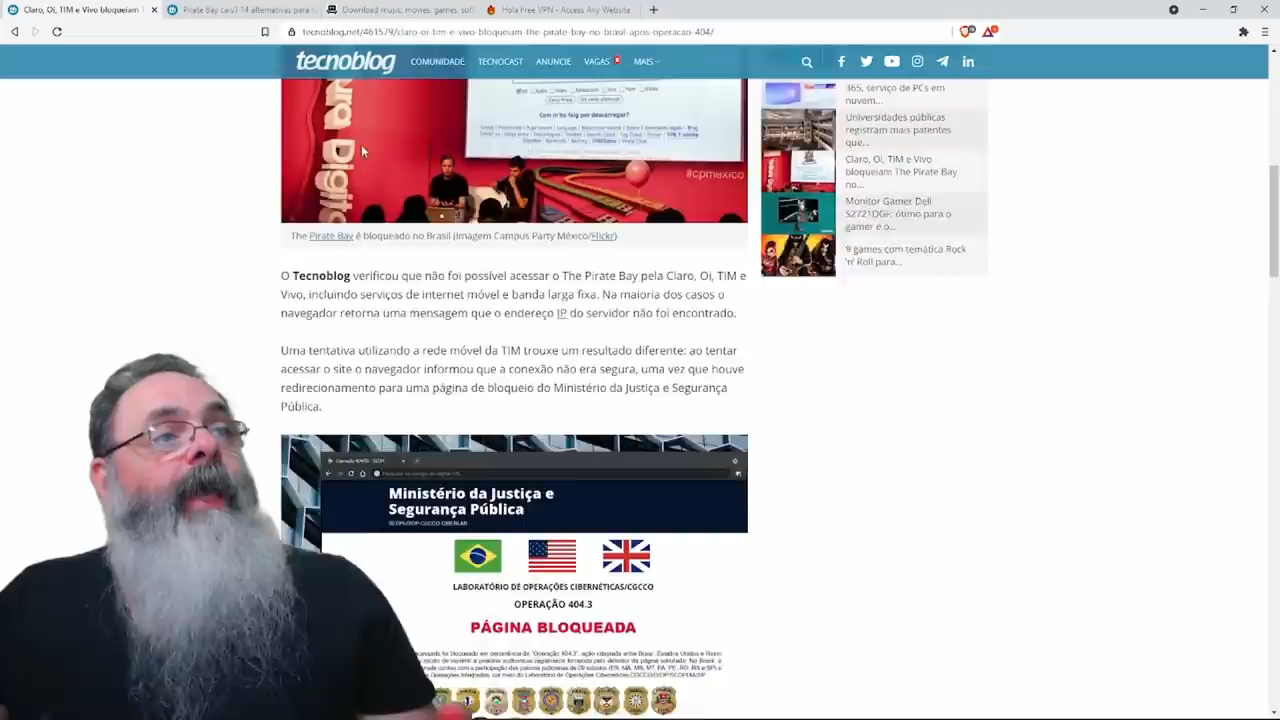 Claro, Oi, TIM e Vivo bloqueiam T
Pirate Bay caiu? 14 alternativas para t
Download music, movies, games, soft
Hola Free VPN - Access Any Website
tecnoblog.net/461579/claro-oi-tim-e-vivo-bloqueiam-the-pirate-bay-no-brasil-apos-operacao-404/
tecnoblog
COMUNIDADE
TECNOCAST
ANUNCIE
VAGAS
MAIS
ura Digita
Com m'ho faig per descarregar?
#cpmexico
The Pirate Bay é bloqueado no Brasil (Imagem Campus Party México/Flickr)
365, serviço de PCs em
nuvem...
Universidades públicas
registram mais patentes
que...
Claro, Oi, TIM e Vivo
bloqueiam The Pirate Bay
no...
Monitor Gamer Dell
S2721DGF: ótimo para o
gamer e o...
9 games com temática Rock
'n' Roll para...
O Tecnoblog verificou que não foi possível acessar o The Pirate Bay pela Claro, Oi, TIM e
Vivo, incluindo serviços de internet móvel e banda larga fixa. Na maioria dos casos o
navegador retorna uma mensagem que o endereço IP do servidor não foi encontrado.
Uma tentativa utilizando a rede móvel da TIM trouxe um resultado diferente: ao tentar
acessar o site o navegador informou que a conexão não era segura, uma vez que houve
redirecionamento para uma página de bloqueio do Ministério da Justiça e Segurança
Pública.
Ministério da Justiça e
Segurança Pública
LABORATÓRIO DE OPERAÇÕES CIBERNÉTICAS/CGCCO
OPERAÇÃO 404.3
PÁGINA BLOQUEADA